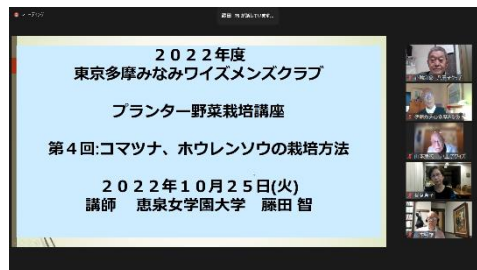 2022年度
東京多摩みなみワイズメンズクラブ
プランター野菜栽培講座
第4回:コマツナ、ホウレンソウの栽培方法
2022年10月25日(火)
講師 恵泉女学園大学 藤田 智